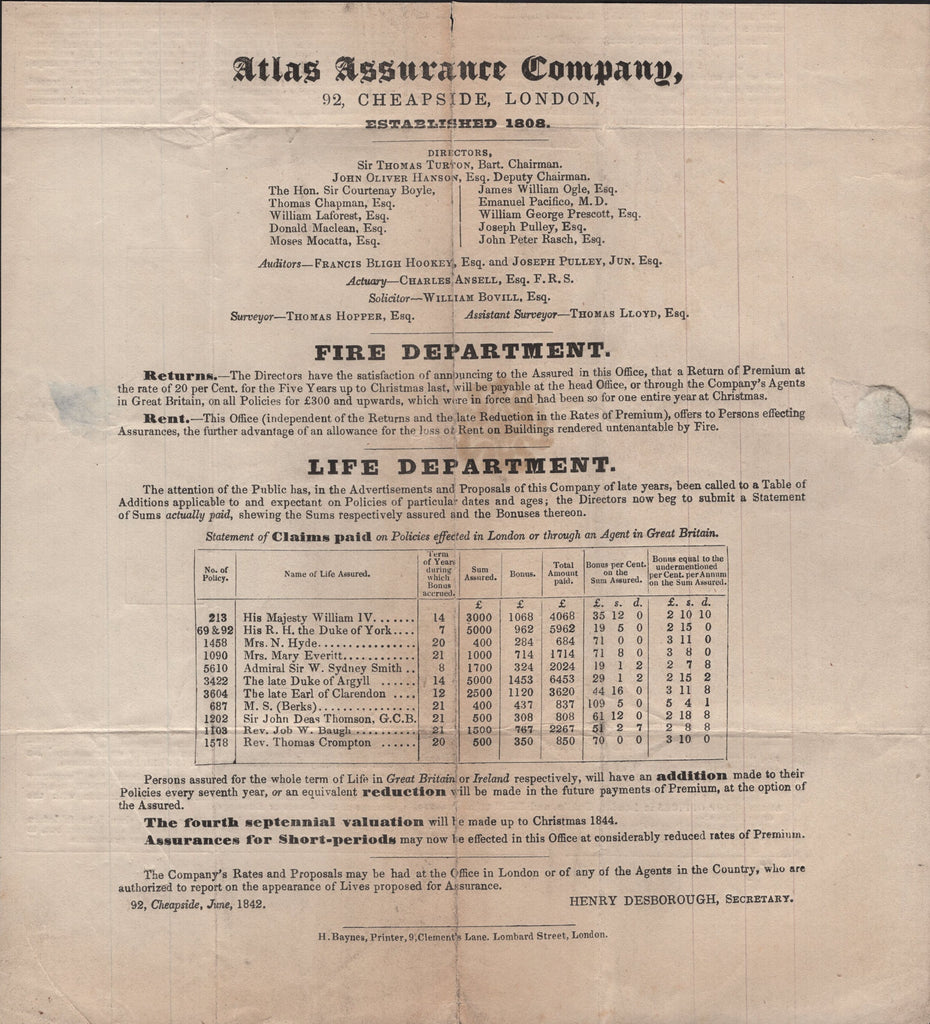 Atlas Assurance Company,
92, CHEAPSIDE, LONDON,
ESTABLISHED 1808.
DIRECTORS,
Sir THOMAS TURTON, Bart. Chairman.
JOHN OLIVER HANSON, Esq. Deputy Chairman.
The Hon. Sir Courtenay Boyle,
Thomas Chapman, Esq.
William Laforest, Esq.
Donald Maclean, Esq.
Moses Mocatta, Esq.
James William Ogle, Esq.
Emanuel Pacifico, M.D.
William George Prescott, Esq.
Joseph Pulley, Esq.
John Peter Rasch, Esq.
Auditors—FRANCIS BLIGH HOOKEY, Esq. and JOSEPH PULLEY, JUN. Esq.
Actuary—CHARLES ANSELL, Esq. F.R.S.
Solicitor—WILLIAM BOVILL, Esq.
Surveyor—THOMAS HOPPER, Esq. Assistant Surveyor—THOMAS LLOYD, Esq.
FIRE DEPARTMENT.
Returns.—The Directors have the satisfaction of announcing to the Assured in this Office, that a Return of Premium at
the rate of 20 per Cent. for the Five Years up to Christmas last, will be payable at the head Office, or through the Company's Agents
in Great Britain, on all Policies for £300 and upwards, which were in force and had been so for one entire year at Christmas.
Rent.—This Office (independent of the Returns and the late Reduction in the Rates of Premium), offers to Persons effecting
Assurances, the further advantage of an allowance for the loss of Rent on Buildings rendered untenantable by Fire.
LIFE DEPARTMENT.
The attention of the Public has, in the Advertisements and Proposals of this Company of late years, been called to a Table of
Additions applicable to and expectant on Policies of particular dates and ages; the Directors now beg to submit a Statement
of Sums actually paid, shewing the Sums respectively assured and the Bonuses thereon.
Statement of Claims paid on Policies effected in London or through an Agent in Great Britain.
No. of Policy. Name of Life Assured. Term of Years during which Bonus accrued. Sum Assured. Bonus. Total Amount paid. Bonus per Cent. on the Sum Assured. Bonus equal to the undermentioned per Cent. per Annum on the Sum Assured.
£ £ £ £. s. d. £. s. d.
213 His Majesty William IV....... 14 3000 1068 4068 35 12 0 2 10 10
69 & 92 His R. H. the Duke of York.... 7 5000 962 5962 19 5 0 2 15 0
1458 Mrs. N. Hyde.................. 20 400 284 684 71 0 0 3 11 0
1090 Mrs. Mary Everitt............. 21 1000 714 1714 71 8 0 3 8 0
5610 Admiral Sir W. Sydney Smith .. 8 1700 324 2024 19 1 2 2 7 8
3422 The late Duke of Argyll ...... 14 5000 1453 6453 29 1 2 2 15 2
3604 The late Earl of Clarendon .... 12 2500 1120 3620 44 16 0 3 11 8
687 M. S. (Berks)................. 21 400 437 837 109 5 0 5 4 1
1202 Sir John Deas Thomson, G.C.B. 21 500 308 808 61 12 0 2 18 8
1103 Rev. Job W. Baugh............. 21 1500 767 2267 51 2 7 2 8 8
1578 Rev. Thomas Crompton ...... 20 500 350 850 70 0 0 3 10 0
Persons assured for the whole term of Life in Great Britain or Ireland respectively, will have an addition made to their
Policies every seventh year, or an equivalent reduction will be made in the future payments of Premium, at the option of
the Assured.
The fourth septennial valuation will be made up to Christmas 1844.
Assurances for Short-periods may now be effected in this Office at considerably reduced rates of Premium.
The Company's Rates and Proposals may be had at the Office in London or of any of the Agents in the Country, who are
authorized to report on the appearance of Lives proposed for Assurance.
92, Cheapside, June, 1842. HENRY DESBOROUGH, SECRETARY.
H. Baynes, Printer, 9, Clement's Lane. Lombard Street, London.